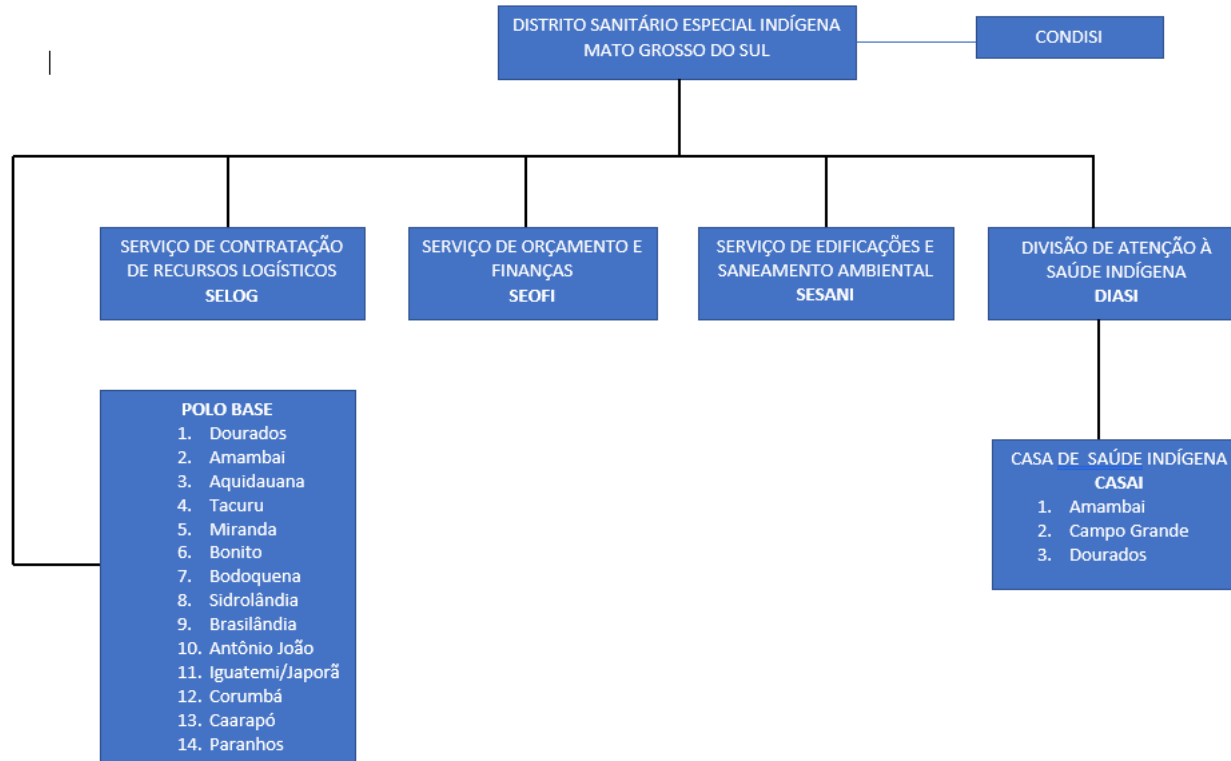 DISTRITO SANITÁRIO ESPECIAL INDÍGENA
MATO GROSSO DO SUL
CONDISI
SERVIÇO DE CONTRATAÇÃO
DE RECURSOS LOGÍSTICOS
SELOG
SERVIÇO DE ORÇAMENTO E
FINANÇAS
SEOFI
SERVIÇO DE EDIFICAÇÕES E
SANEAMENTO AMBIENTAL
SESANI
DIVISÃO DE ATENÇÃO À
SAÚDE INDÍGENA
DIASI
POLO BASE
1. Dourados
2. Amambai
3. Aquidauana
4. Tacuru
5. Miranda
6. Bonito
7. Bodoquena
8. Sidrolândia
9. Brasilândia
10. Antônio João
11. Iguatemi/Japorã
12. Corumbá
13. Caarapó
14. Paranhos
CASA DE SAÚDE INDÍGENA
CASAI
1. Amambai
2. Campo Grande
3. Dourados